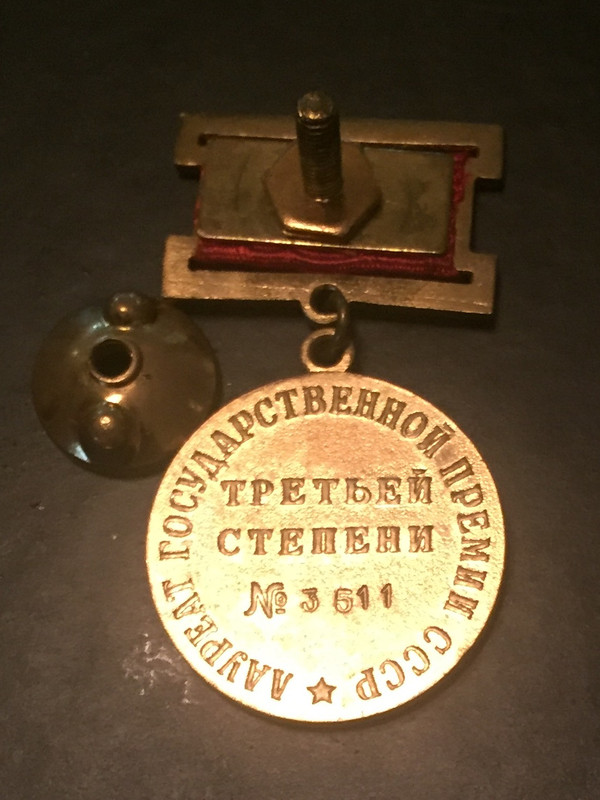 ЛАУРЕАТ ГОСУДАРСТВЕННОЙ ПРЕМИИ СССР
ТРЕТЬЕЙ
СТЕПЕНИ
№ 3511